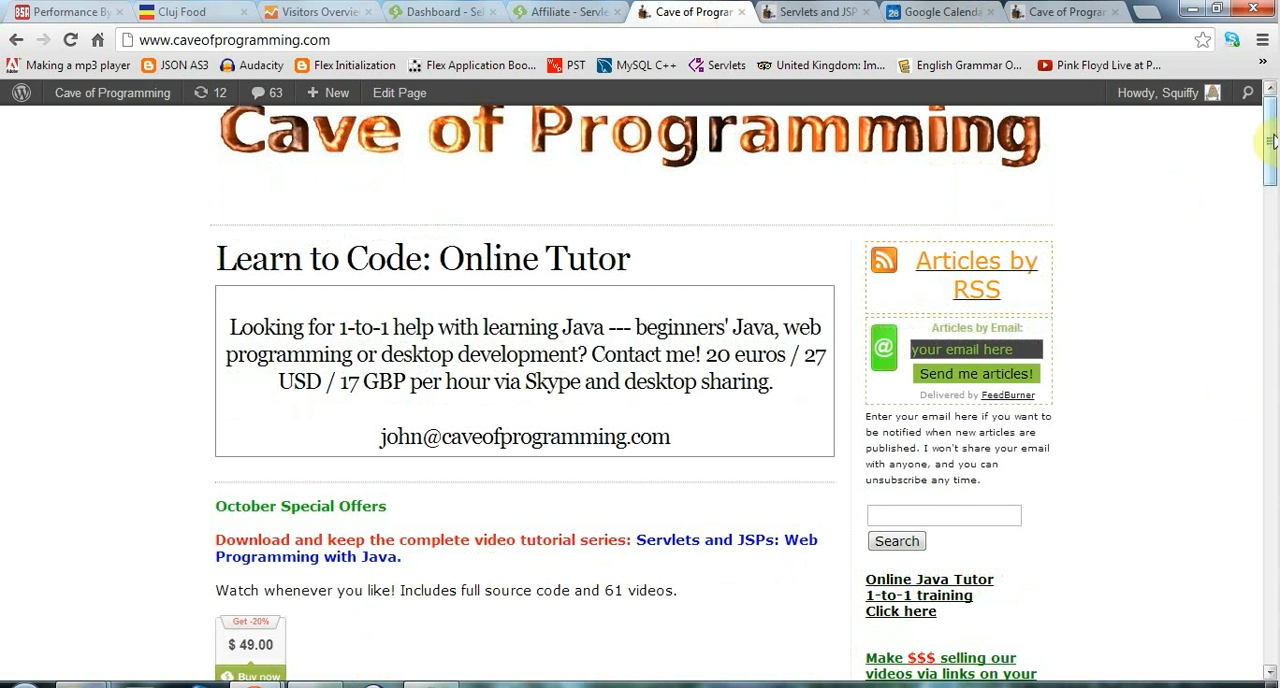 Performance By
Cluj Food
Visitors Overvie
Dashboard - Sel
Affiliate - Servle
Cave of Progran
Servlets and JSP
Google Calenda
Cave of Progran
www.caveofprogramming.com
Making a mp3 player
JSON AS3
Audacity
Flex Initialization
Flex Application Boo...
PST
MySQL C++
Servlets
United Kingdom: Im...
English Grammar O...
Pink Floyd Live at P...
»
Cave of Programming
12
63
+ New
Edit Page
Howdy, Squiffy
Cave of Programming
Learn to Code: Online Tutor
Looking for 1-to-1 help with learning Java --- beginners' Java, web
programming or desktop development? Contact me! 20 euros / 27
USD / 17 GBP per hour via Skype and desktop sharing.
john@caveofprogramming.com
October Special Offers
Download and keep the complete video tutorial series: Servlets and JSPs: Web
Programming with Java.
Watch whenever you like! Includes full source code and 61 videos.
Get -20%
$ 49.00
Buy now
Articles by
RSS
Articles by Email:
your email here
Send me articles!
Delivered by FeedBurner
Enter your email here if you want to
be notified when new articles are
published. I won't share your email
with anyone, and you can
unsubscribe any time.
Search
Online Java Tutor
1-to-1 training
Click here
Make $$$ selling our
videos via links on your